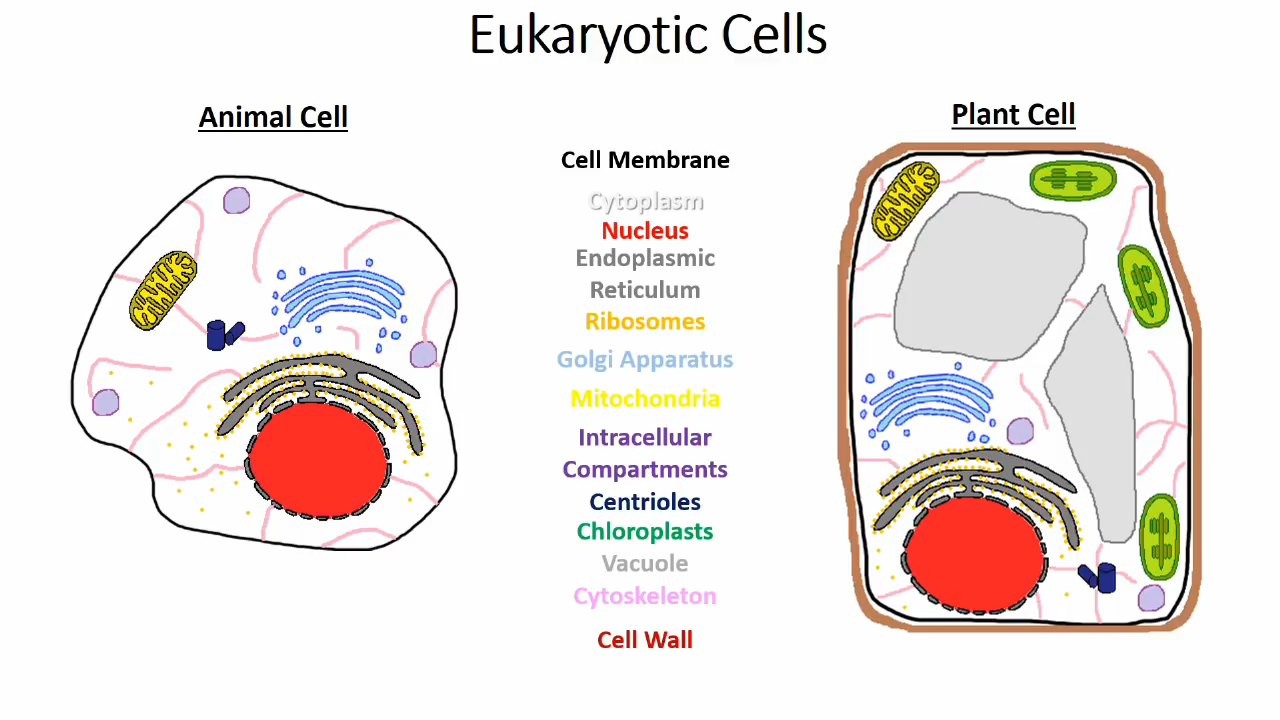 Eukaryotic Cells
Animal Cell
Plant Cell
Cell Membrane
Cytoplasm
Nucleus
Endoplasmic
Reticulum
Ribosomes
Golgi Apparatus
Mitochondria
Intracellular
Compartments
Centrioles
Chloroplasts
Vacuole
Cytoskeleton
Cell Wall